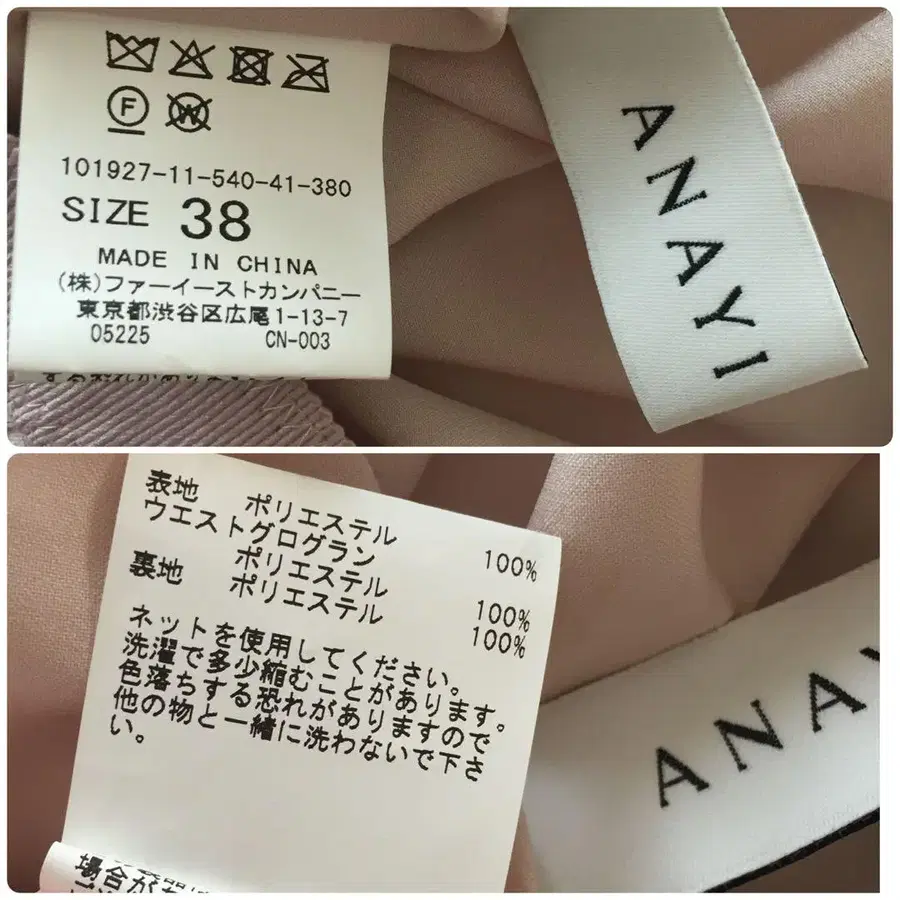 F
W
101927-11-540-41-380
SIZE 38
MADE IN CHINA
(株)ファーイーストカンパニー
東京都渋谷区広尾1-13-7
05225 CN-003
ANAYI
表地 ポリエステル 100%
ウエストグログラン
ポリエステル 100%
裏地 ポリエステル 100%
ネットを使用してください。
洗濯で多少縮むことがあります。
色落ちする恐れがありますので
他の物と一緒に洗わないで下さ
い。
場合が
ANAY